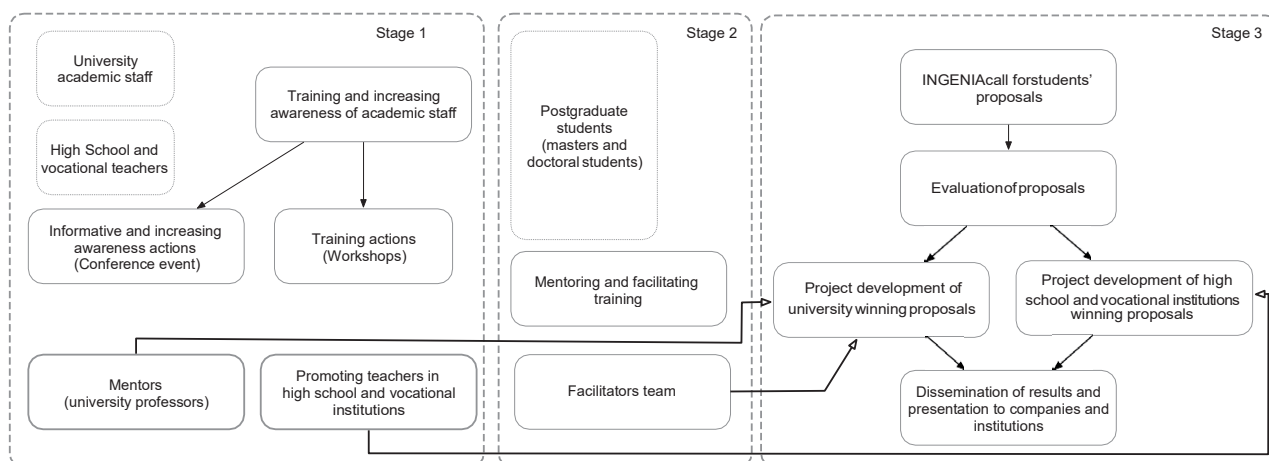 Stage 1
University
academic staff
Training and increasing
awareness of academic staff
High School and
vocational teachers
Informative and increasing
awareness actions
(Conference event)
Training actions
(Workshops)
Mentors
(university professors)
Promoting teachers in
high school and vocational
institutions
Stage 2
Postgraduate
students
(masters and
doctoral students)
Mentoring and facilitating
training
Facilitators team
Stage 3
INGENIAcall forstudents'
proposals
Evaluationofproposals
Project development of
university winning proposals
Project development of high
school and vocational institutions
winning proposals
Dissemination of results and
presentation to companies and
institutions